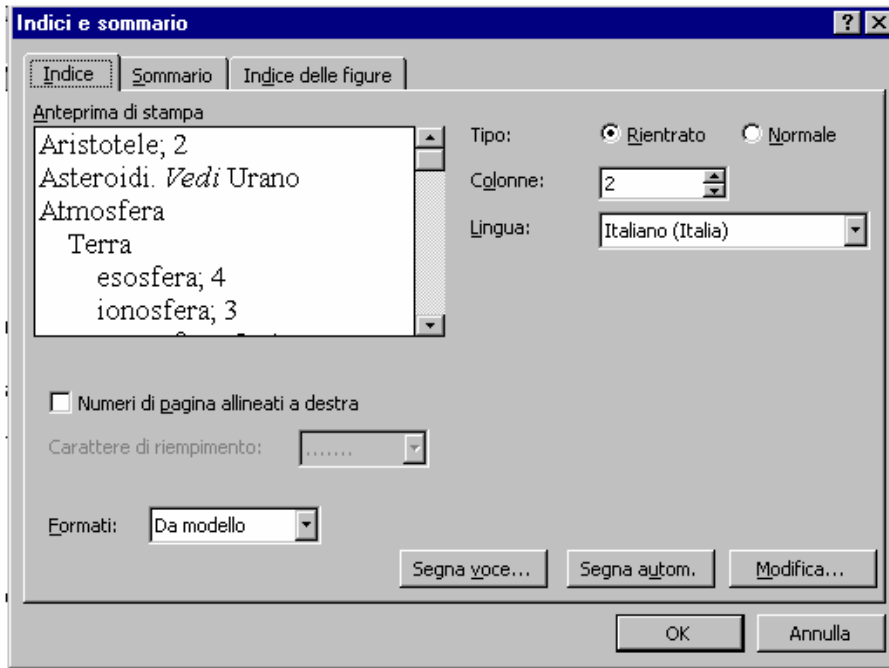 Indici e sommario
Indice Sommario Indice delle figure
Anteprima di stampa
Aristotele; 2
Asteroidi. Vedi Urano
Atmosfera
Terra
esosfera; 4
ionosfera; 3
Tipo: Rientrato Normale
Colonne: 2
Lingua: Italiano (Italia)
Numeri di pagina allineati a destra
Carattere di riempimento: .......
Formati: Da modello
Segna voce... Segna autom. Modifica...
OK Annulla